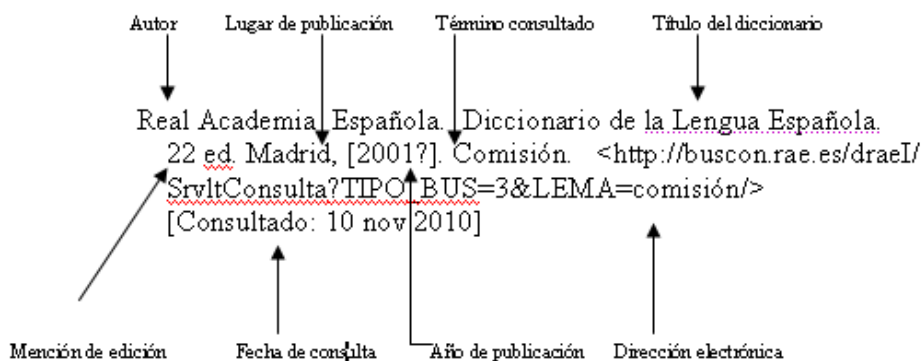 Autor Lugar de publicación Término consultado Título del diccionario
Real Academia Española. Diccionario de la Lengua Española.
22 ed. Madrid, [2001?]. Comisión. <http://buscon.rae.es/draeI/
SrvltConsulta?TIPO_BUS=3&LEMA=comisión/>
[Consultado: 10 nov 2010]
Mención de edición Fecha de consulta Año de publicación Dirección electrónica